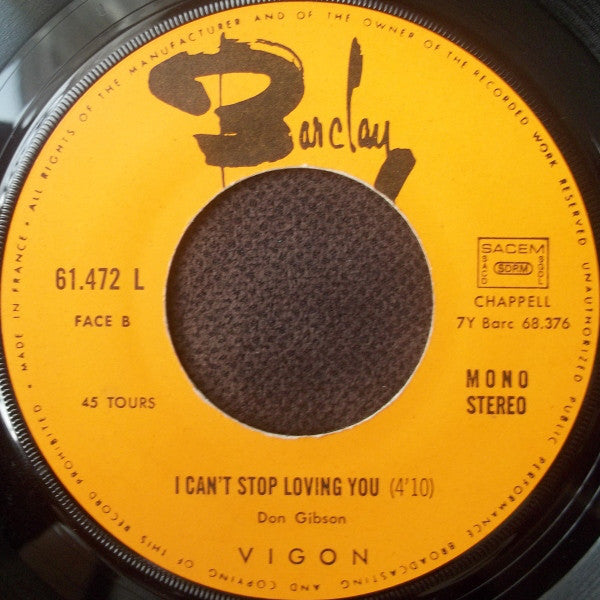 ALL RIGHTS OF THE MANUFACTURER AND OF THE OWNER OF THE RECORDED WORK RESERVED UNAUTHORIZED PUBLIC PERFORMANCE BROADCASTING AND COPYING OF THIS RECORD PROHIBITED • MADE IN FRANCE •
Barclay
61.472 L
FACE B
45 TOURS
SACEM
SACD SDRM SGDL
CHAPPELL
7Y Barc 68.376
MONO
STEREO
I CAN'T STOP LOVING YOU (4'10)
Don Gibson
VIGON